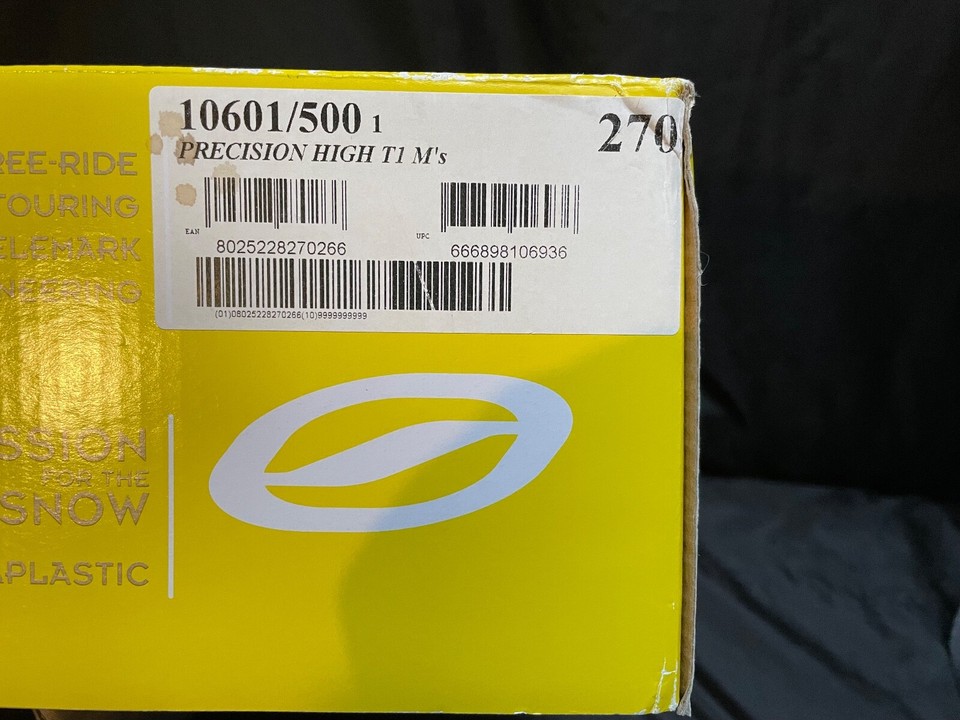 10601/500 1
270
PRECISION HIGH T1 M's
EAN
8025228270266
UPC
666898106936
(01)08025228270266(10)9999999999
REE-RIDE
TOURING
ELEMARK
NEERING
SSION
FOR THE
SNOW
APLASTIC